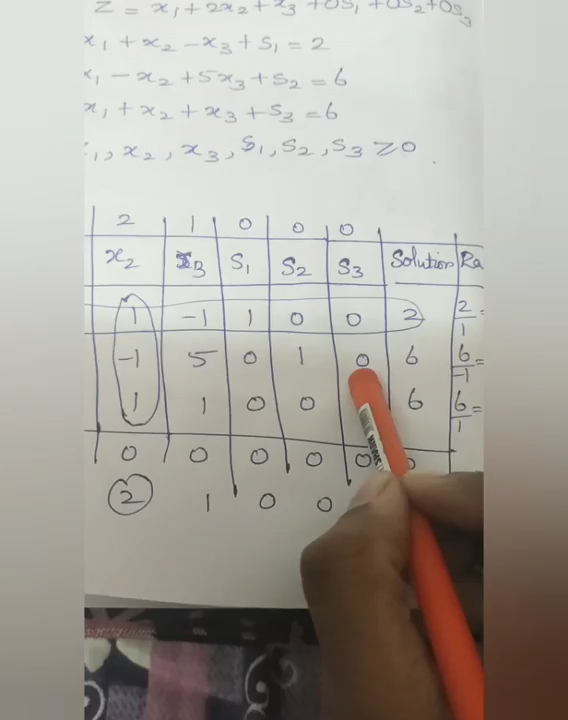 Z = x₁ + 2x₂ + x₃ + 0S₁ + 0S₂ + 0S₃
x₁ + x₂ - x₃ + S₁ = 2
x₁ - x₂ + 5x₃ + S₂ = 6
x₁ + x₂ + x₃ + S₃ = 6
₁, x₂, x₃, S₁, S₂, S₃ ≥ 0 .
2 1 0 0 0
x₂ x₃ S₁ S₂ S₃ Solution Ra
1 -1 1 0 0 2 2/1 =
-1 5 0 1 0 6 6/-1 =
1 1 0 0 6 6/1 =
0 0 0 0 0
2 1 0 0